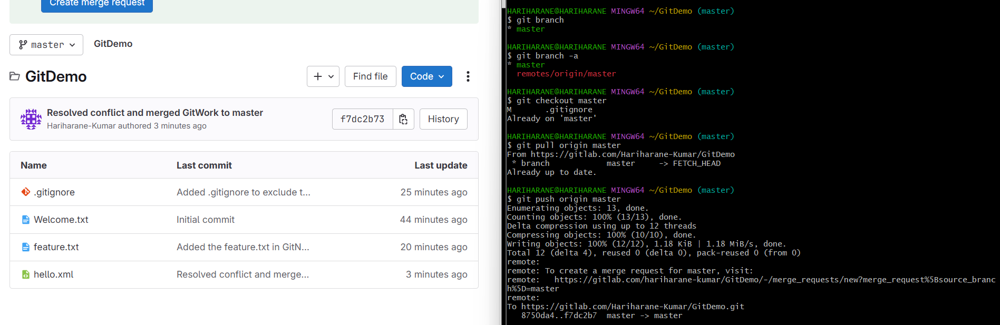 Create merge request
master
GitDemo
GitDemo
Find file
Code
Resolved conflict and merged GitWork to master
Hariharane-Kumar authored 3 minutes ago
f7dc2b73
History
Name Last commit Last update
.gitignore Added .gitignore to exclude t... 25 minutes ago
Welcome.txt Initial commit 44 minutes ago
feature.txt Added the feature.txt in GitN... 20 minutes ago
hello.xml Resolved conflict and merge... 3 minutes ago
HARIHARANE@HARIHARANE MINGW64 ~/GitDemo (master)
$ git branch
* master
HARIHARANE@HARIHARANE MINGW64 ~/GitDemo (master)
$ git branch -a
* master
remotes/origin/master
HARIHARANE@HARIHARANE MINGW64 ~/GitDemo (master)
$ git checkout master
M .gitignore
Already on 'master'
HARIHARANE@HARIHARANE MINGW64 ~/GitDemo (master)
$ git pull origin master
From https://gitlab.com/Hariharane-Kumar/GitDemo
* branch master -> FETCH_HEAD
Already up to date.
HARIHARANE@HARIHARANE MINGW64 ~/GitDemo (master)
$ git push origin master
Enumerating objects: 13, done.
Counting objects: 100% (13/13), done.
Delta compression using up to 12 threads
Compressing objects: 100% (10/10), done.
Writing objects: 100% (12/12), 1.18 KiB | 1.18 MiB/s, done.
Total 12 (delta 4), reused 0 (delta 0), pack-reused 0 (from 0)
remote:
remote: To create a merge request for master, visit:
remote: https://gitlab.com/hariharane-kumar/GitDemo/-/merge_requests/new?merge_request%5Bsource_branc
h%5D=master
remote:
To https://gitlab.com/Hariharane-Kumar/GitDemo.git
8750da4..f7dc2b7 master -> master